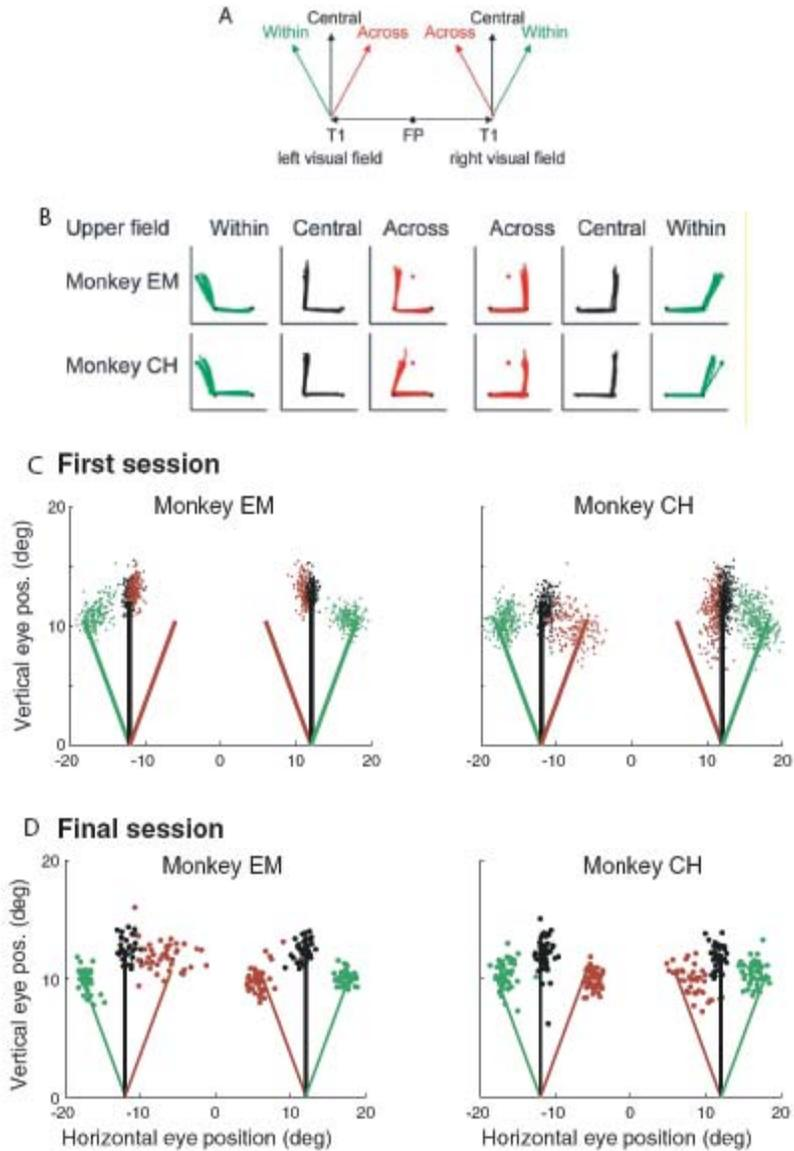 A
Central Central
Within Across Across Within
T1 FP T1
left visual field right visual field
B
Upper field Within Central Across Across Central Within
Monkey EM
Monkey CH
C First session
Monkey EM Monkey CH
Vertical eye pos. (deg)
20
10
0
-20 -10 0 10 20
-20 -10 0 10 20
D Final session
Monkey EM Monkey CH
Vertical eye pos. (deg)
20
10
0
-20 -10 0 10 20
-20 -10 0 10 20
Horizontal eye position (deg) Horizontal eye position (deg)